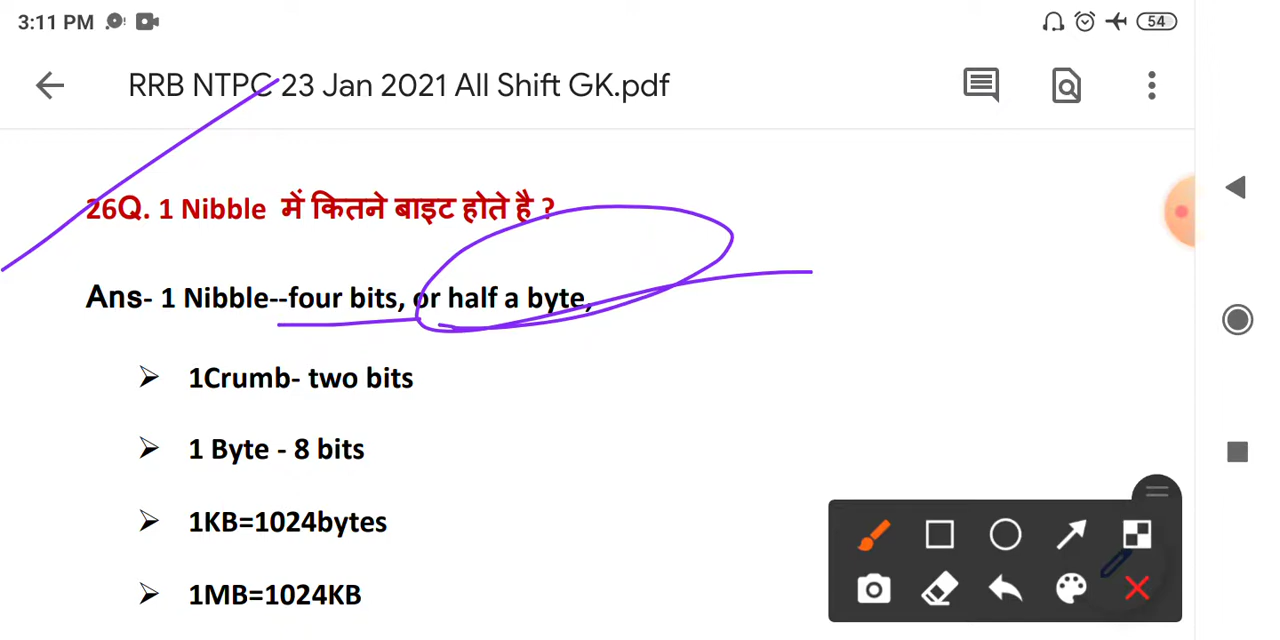 3:11 PM
54
RRB NTPC 23 Jan 2021 All Shift GK.pdf
26Q. 1 Nibble में कितने बाइट होते है ?
Ans- 1 Nibble--four bits, or half a byte,
➢ 1Crumb- two bits
➢ 1 Byte - 8 bits
➢ 1KB=1024bytes
➢ 1MB=1024KB